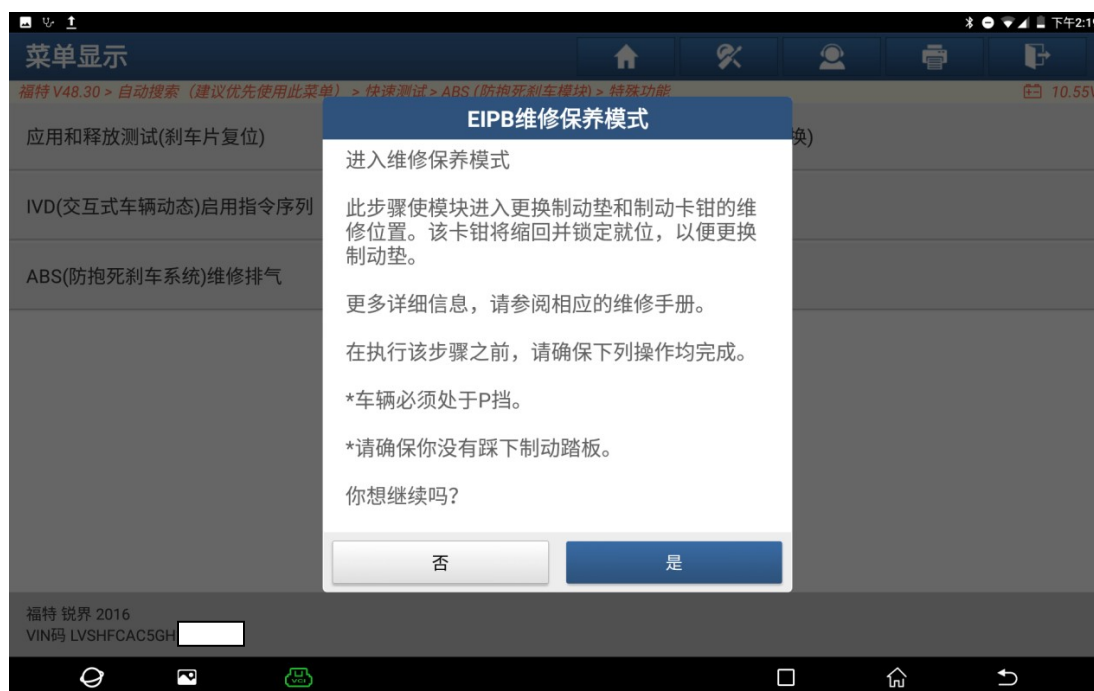 下午2:19
菜单显示
福特 V48.30 > 自动搜索（建议优先使用此菜单）> 快速测试 > ABS (防抱死刹车模块) > 特殊功能
10.55V
EIPB维修保养模式
应用和释放测试(刹车片复位)
换)
进入维修保养模式
IVD(交互式车辆动态)启用指令序列
此步骤使模块进入更换制动垫和制动卡钳的维
修位置。该卡钳将缩回并锁定就位，以便更换
制动垫。
ABS(防抱死刹车系统)维修排气
更多详细信息，请参阅相应的维修手册。
在执行该步骤之前，请确保下列操作均完成。
*车辆必须处于P挡。
*请确保你没有踩下制动踏板。
你想继续吗？
否
是
福特 锐界 2016
VIN码 LVSHFCAC5GH
VCI